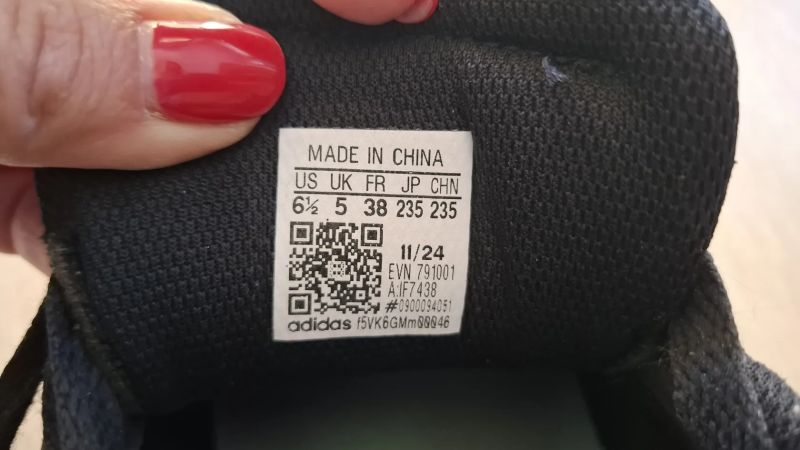 MADE IN CHINA
US UK FR JP CHN
6½ 5 38 235 235
11/24
EVN 791001
A:IF7438
#0900094051
adidas f5VK6GMm00046